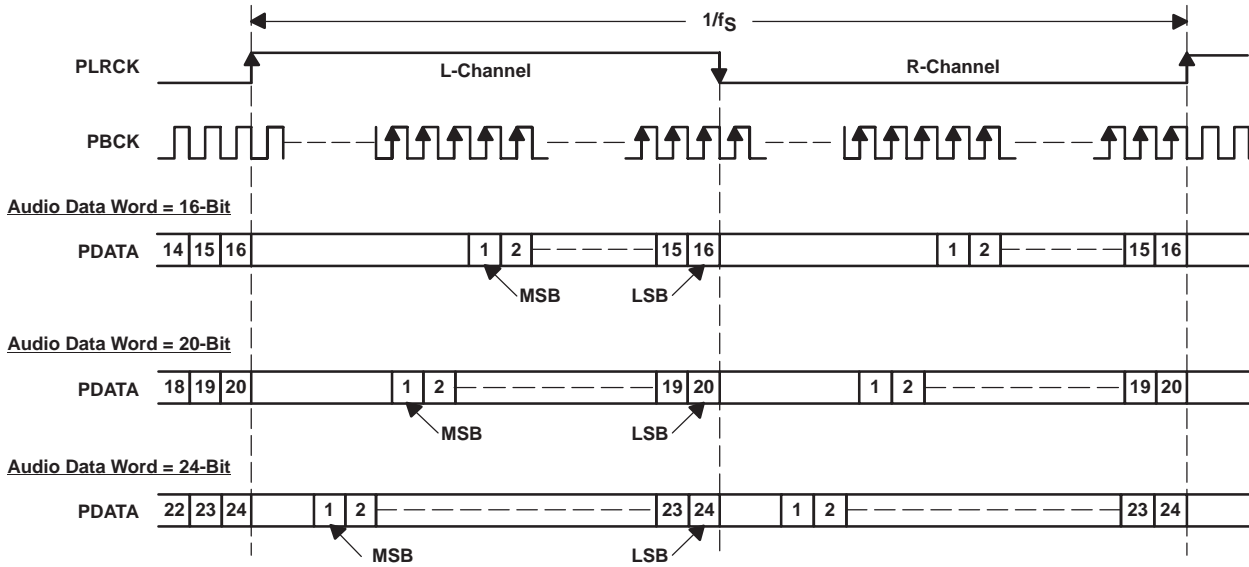 1/fS
PLRCK
L-Channel
R-Channel
PBCK
Audio Data Word = 16-Bit
PDATA 14 15 16 1 2 15 16 1 2 15 16
MSB LSB
Audio Data Word = 20-Bit
PDATA 18 19 20 1 2 19 20 1 2 19 20
MSB LSB
Audio Data Word = 24-Bit
PDATA 22 23 24 1 2 23 24 1 2 23 24
MSB LSB